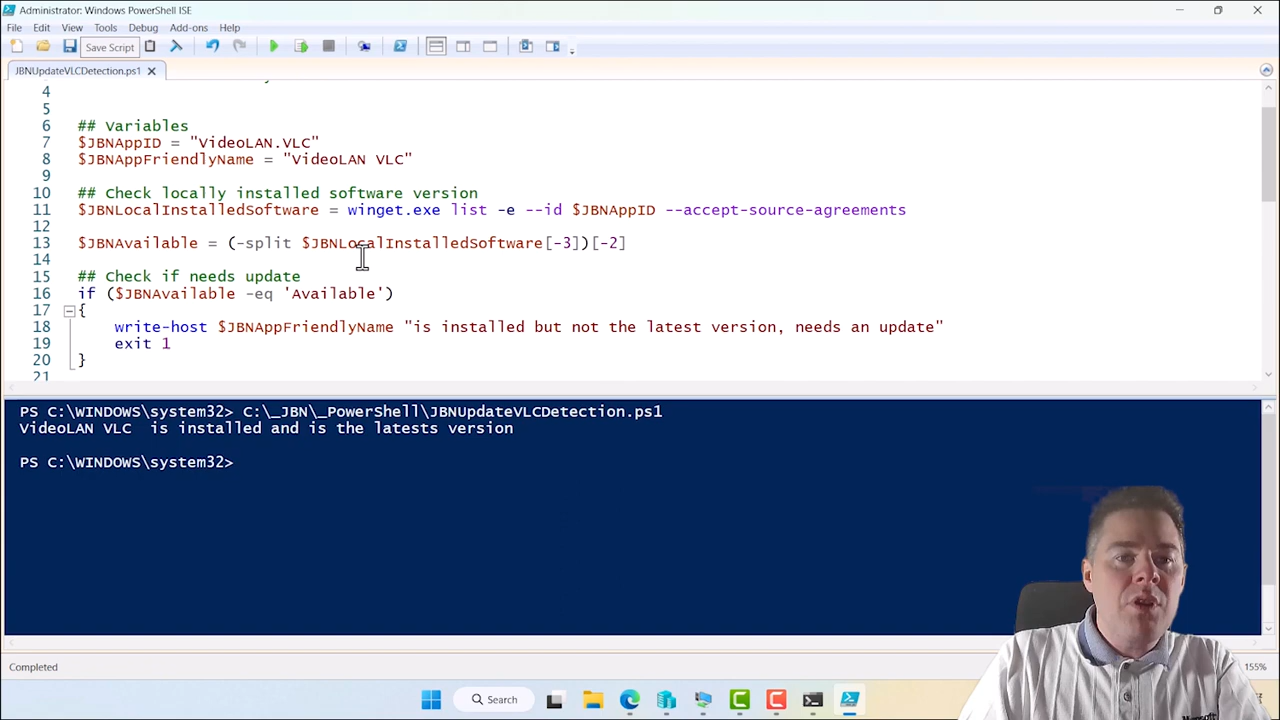 Administrator: Windows PowerShell ISE
File Edit View Tools Debug Add-ons Help
Save Script
JBNUpdateVLCDetection.ps1
4
5
6 ## Variables
7 $JBNAppID = "VideoLAN.VLC"
8 $JBNAppFriendlyName = "VideoLAN VLC"
9
10 ## Check locally installed software version
11 $JBNLocalInstalledSoftware = winget.exe list -e --id $JBNAppID --accept-source-agreements
12
13 $JBNAvailable = (-split $JBNLocalInstalledSoftware[-3])[-2]
14
15 ## Check if needs update
16 if ($JBNAvailable -eq 'Available')
17 {
18 write-host $JBNAppFriendlyName "is installed but not the latest version, needs an update"
19 exit 1
20 }
21
PS C:\WINDOWS\system32> C:\_JBN\_PowerShell\JBNUpdateVLCDetection.ps1
VideoLAN VLC  is installed and is the latests version
PS C:\WINDOWS\system32>
Completed
155%
Search
Microsoft